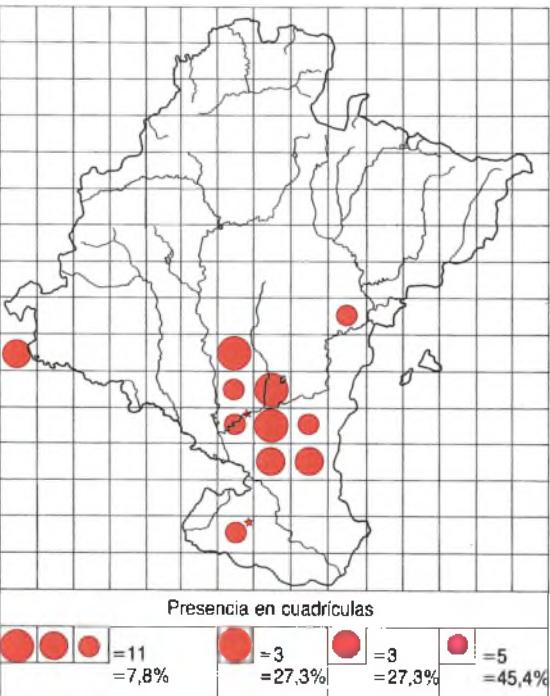 Presencia en cuadrículas
=11 =3 =3 =5
=7,8% =27,3% =27,3% =45,4%